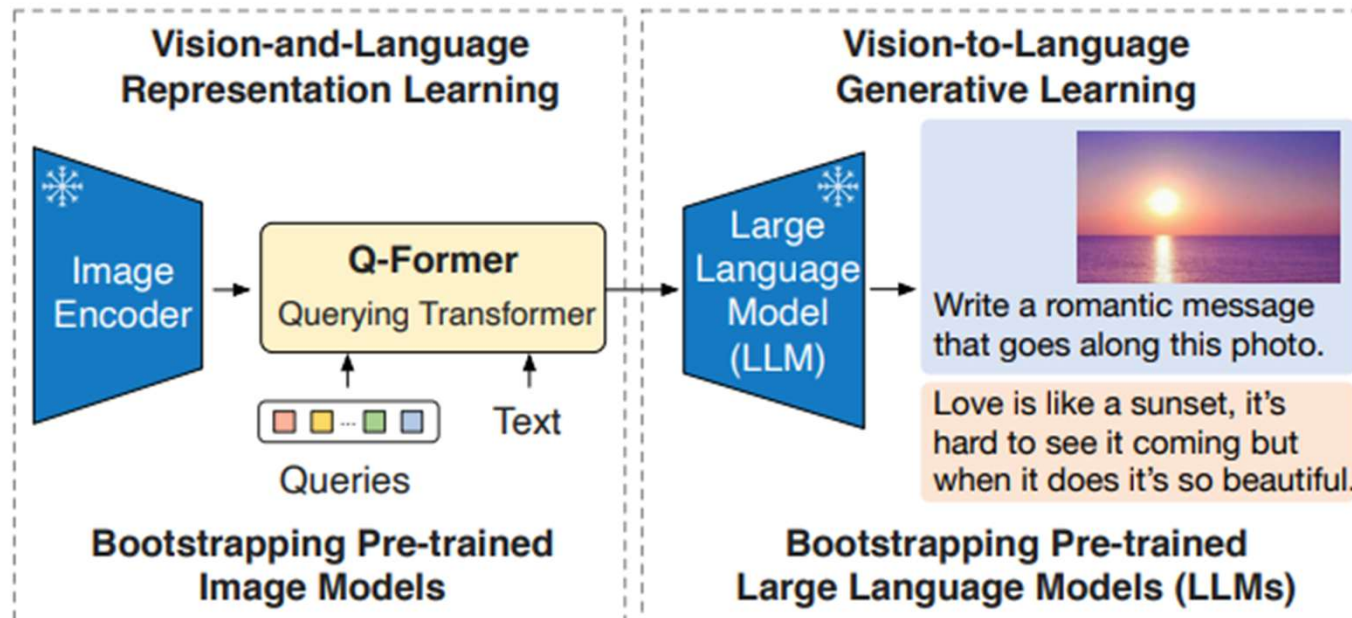 Vision-and-Language
Representation Learning
Image
Encoder
Q-Former
Querying Transformer
...
Queries
Text
Bootstrapping Pre-trained
Image Models
Vision-to-Language
Generative Learning
Large
Language
Model
(LLM)
Write a romantic message
that goes along this photo.
Love is like a sunset, it's
hard to see it coming but
when it does it's so beautiful.
Bootstrapping Pre-trained
Large Language Models (LLMs)